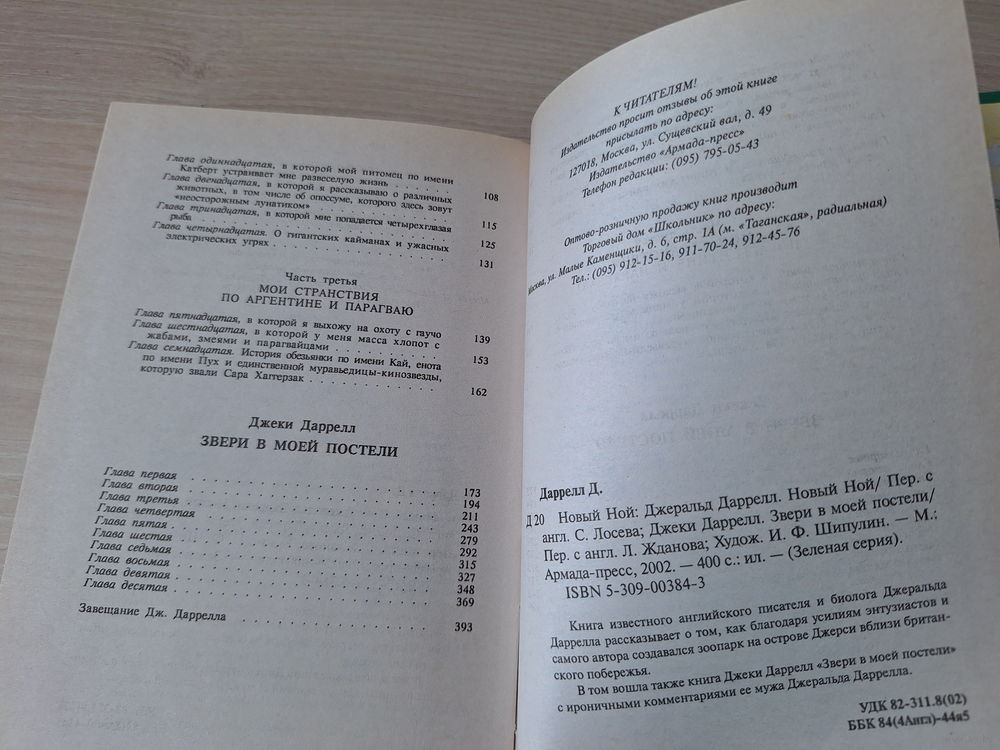 Глава одиннадцатая, в которой мой питомец по имени
Катберт устраивает мне развеселую жизнь . . . . . . 108
Глава двенадцатая, в которой я рассказываю о различных
животных, в том числе об опоссуме, которого здесь зовут
«неосторожным лунатиком» . . . . . . . . . . 115
Глава тринадцатая, в которой мне попадается четырехглазая
рыба . . . . . . . . . . . . . . 125
Глава четырнадцатая. О гигантских кайманах и ужасных
электрических угрях . . . . . . . . . . . 131
Часть третья
МОИ СТРАНСТВИЯ
ПО АРГЕНТИНЕ И ПАРАГВАЮ
Глава пятнадцатая, в которой я выхожу на охоту с гаучо 139
Глава шестнадцатая, в которой у меня масса хлопот с
жабами, змеями и парагвайцами . . . . . . . . 153
Глава семнадцатая. История обезьянки по имени Кай, енота
по имени Пух и единственной муравьедицы-кинозвезды,
которую звали Сара Хаггерзак . . . . . . . . 162
Джеки Даррелл
ЗВЕРИ В МОЕЙ ПОСТЕЛИ
Глава первая . . . . . . . . . . . . 173
Глава вторая . . . . . . . . . . . . 194
Глава третья . . . . . . . . . . . . 211
Глава четвертая . . . . . . . . . . . . 243
Глава пятая . . . . . . . . . . . . 279
Глава шестая . . . . . . . . . . . . 292
Глава седьмая . . . . . . . . . . . . 315
Глава восьмая . . . . . . . . . . . . 327
Глава девятая . . . . . . . . . . . . 348
Глава десятая . . . . . . . . . . . . 369
Завещание Дж. Даррелла . . . . . . . . . . 393
К ЧИТАТЕЛЯМ!
Издательство просит отзывы об этой книге
присылать по адресу:
127018, Москва, ул. Сущевский вал, д. 49
Издательство «Армада-пресс»
Телефон редакции: (095) 795-05-43
Оптово-розничную продажу книг производит
Торговый дом «Школьник» по адресу:
Москва, ул. Малые Каменщики, д. 6, стр. 1А (м. «Таганская», радиальная)
Тел.: (095) 912-15-16, 911-70-24, 912-45-76
Даррелл Д.
Д 20 Новый Ной: Джеральд Даррелл. Новый Ной/ Пер. с
англ. С. Лосева; Джеки Даррелл. Звери в моей постели/
Пер. с англ. Л. Жданова; Худож. И. Ф. Шипулин. — М.:
Армада-пресс, 2002. — 400 с.: ил. — (Зеленая серия).
ISBN 5-309-00384-3
Книга известного английского писателя и биолога Джеральда
Даррелла рассказывает о том, как благодаря усилиям энтузиастов и
самого автора создавался зоопарк на острове Джерси вблизи британ-
ского побережья.
В том вошла также книга Джеки Даррелл «Звери в моей постели»
с ироничными комментариями ее мужа Джеральда Даррелла.
УДК 82-311.8(02)
ББК 84(4Англ)-44я5